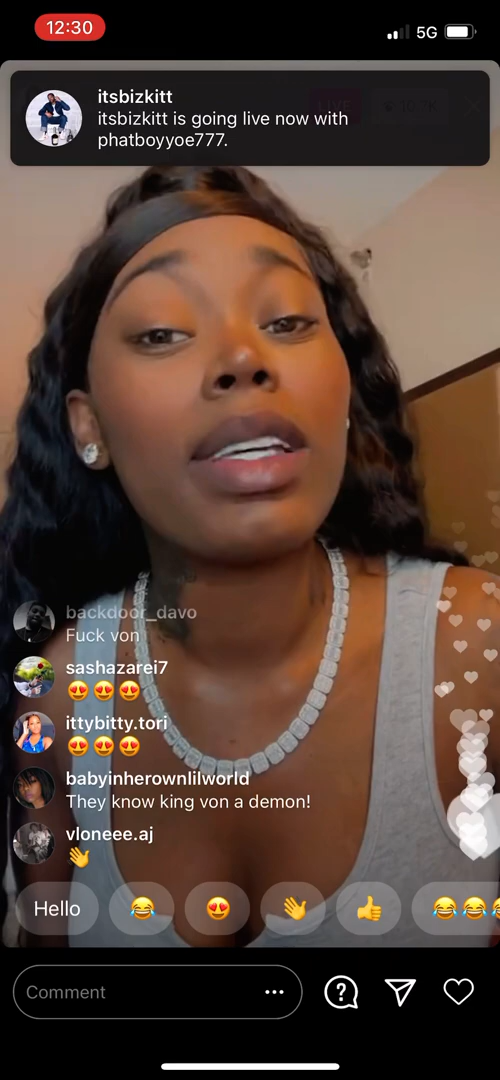 12:30
5G
itsbizkitt
itsbizkitt is going live now with
phatboyyoe777.
LIVE
backdoor_davo
Fuck von
sashazarei7
😍😍😍
ittybitty.tori
😍😍😍
babyinherownlilworld
They know king von a demon!
vloneee.aj
👋
Hello 😂 😍 👋 👍 😂😂
Comment